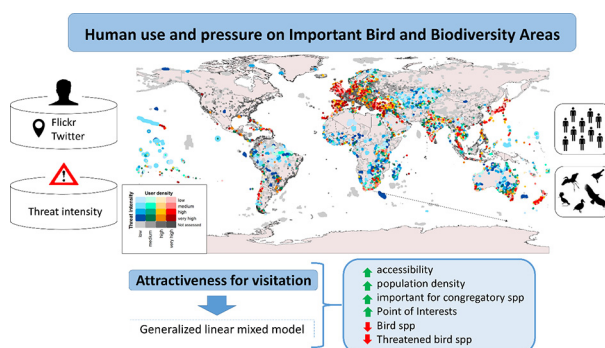 Human use and pressure on Important Bird and Biodiversity Areas
Flickr
Twitter
Threat intensity
User density
Threat Intensity
low
medium
high
very high
Not assessed
low
medium
high
very high
Attractiveness for visitation
Generalized linear mixed model
accessibility
population density
important for congregatory spp
Point of Interests
Bird spp
Threatened bird spp